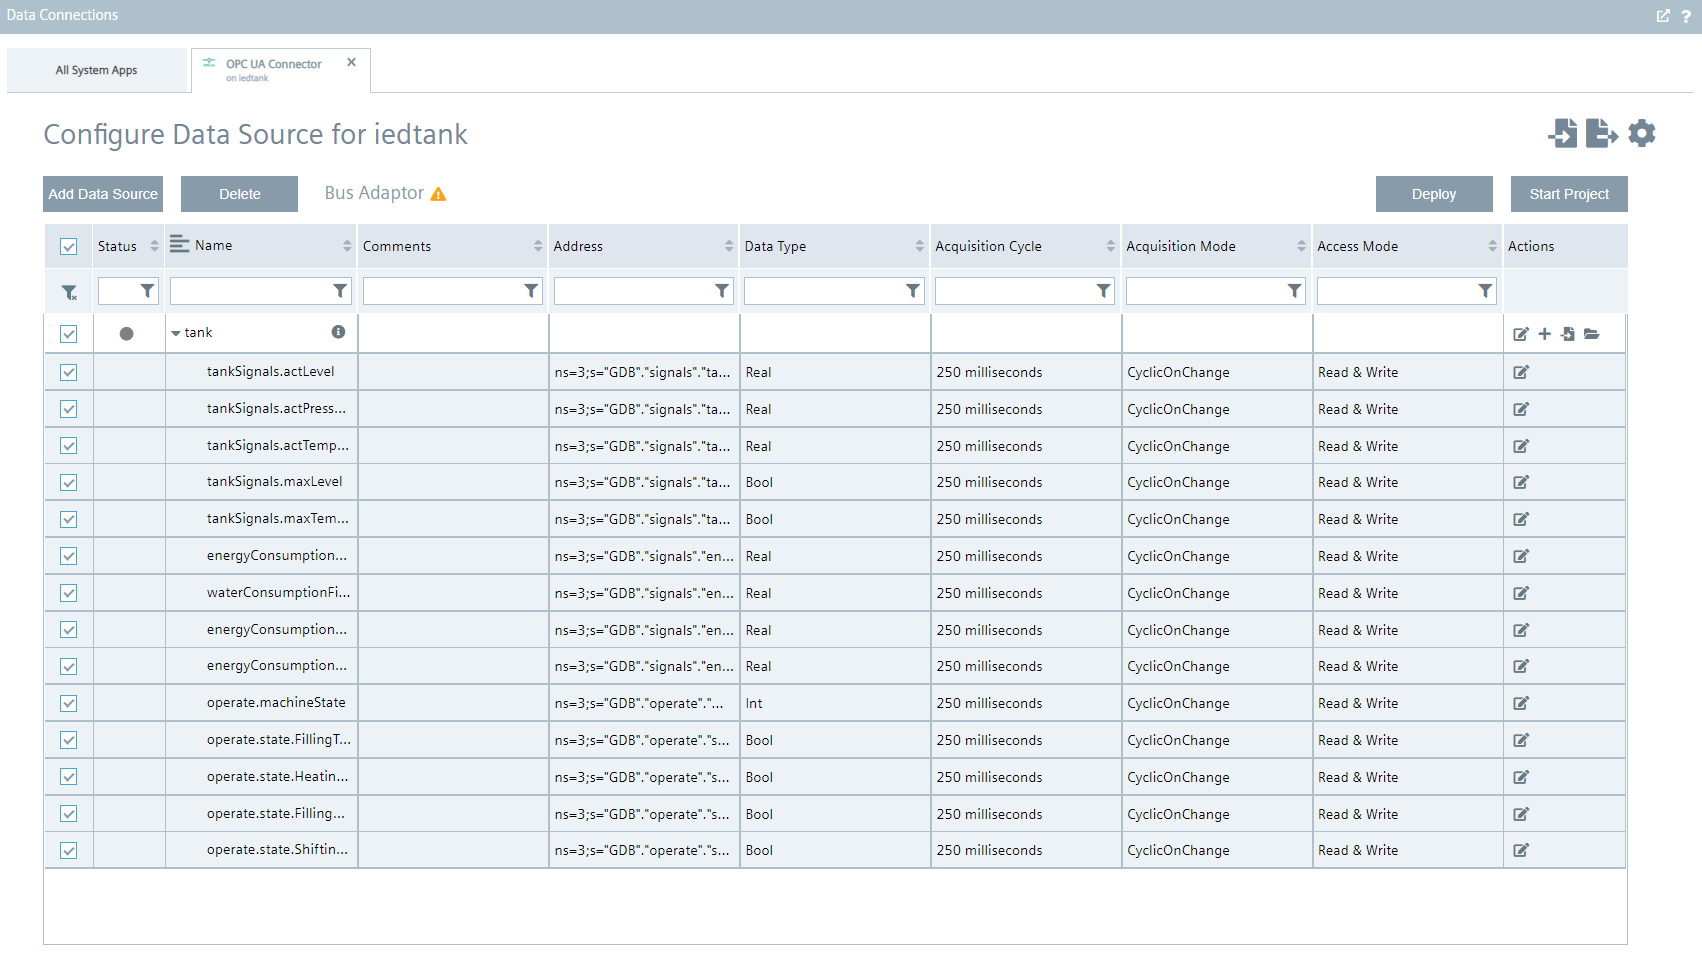 Data Connections
?
All System Apps
OPC UA Connector
on iedtank
Configure Data Source for iedtank
Add Data Source
Delete
Bus Adaptor
Deploy
Start Project
Status Name Comments Address Data Type Acquisition Cycle Acquisition Mode Access Mode Actions
tank
tankSignals.actLevel ns=3;s="GDB"."signals"."ta... Real 250 milliseconds CyclicOnChange Read & Write
tankSignals.actPress... ns=3;s="GDB"."signals"."ta... Real 250 milliseconds CyclicOnChange Read & Write
tankSignals.actTemp... ns=3;s="GDB"."signals"."ta... Real 250 milliseconds CyclicOnChange Read & Write
tankSignals.maxLevel ns=3;s="GDB"."signals"."ta... Bool 250 milliseconds CyclicOnChange Read & Write
tankSignals.maxTem... ns=3;s="GDB"."signals"."ta... Bool 250 milliseconds CyclicOnChange Read & Write
energyConsumption... ns=3;s="GDB"."signals"."en... Real 250 milliseconds CyclicOnChange Read & Write
waterConsumptionFi... ns=3;s="GDB"."signals"."en... Real 250 milliseconds CyclicOnChange Read & Write
energyConsumption... ns=3;s="GDB"."signals"."en... Real 250 milliseconds CyclicOnChange Read & Write
energyConsumption... ns=3;s="GDB"."signals"."en... Real 250 milliseconds CyclicOnChange Read & Write
operate.machineState ns=3;s="GDB"."operate"."... Int 250 milliseconds CyclicOnChange Read & Write
operate.state.FillingT... ns=3;s="GDB"."operate"."s... Bool 250 milliseconds CyclicOnChange Read & Write
operate.state.Heatin... ns=3;s="GDB"."operate"."s... Bool 250 milliseconds CyclicOnChange Read & Write
operate.state.Filling... ns=3;s="GDB"."operate"."s... Bool 250 milliseconds CyclicOnChange Read & Write
operate.state.Shiftin... ns=3;s="GDB"."operate"."s... Bool 250 milliseconds CyclicOnChange Read & Write